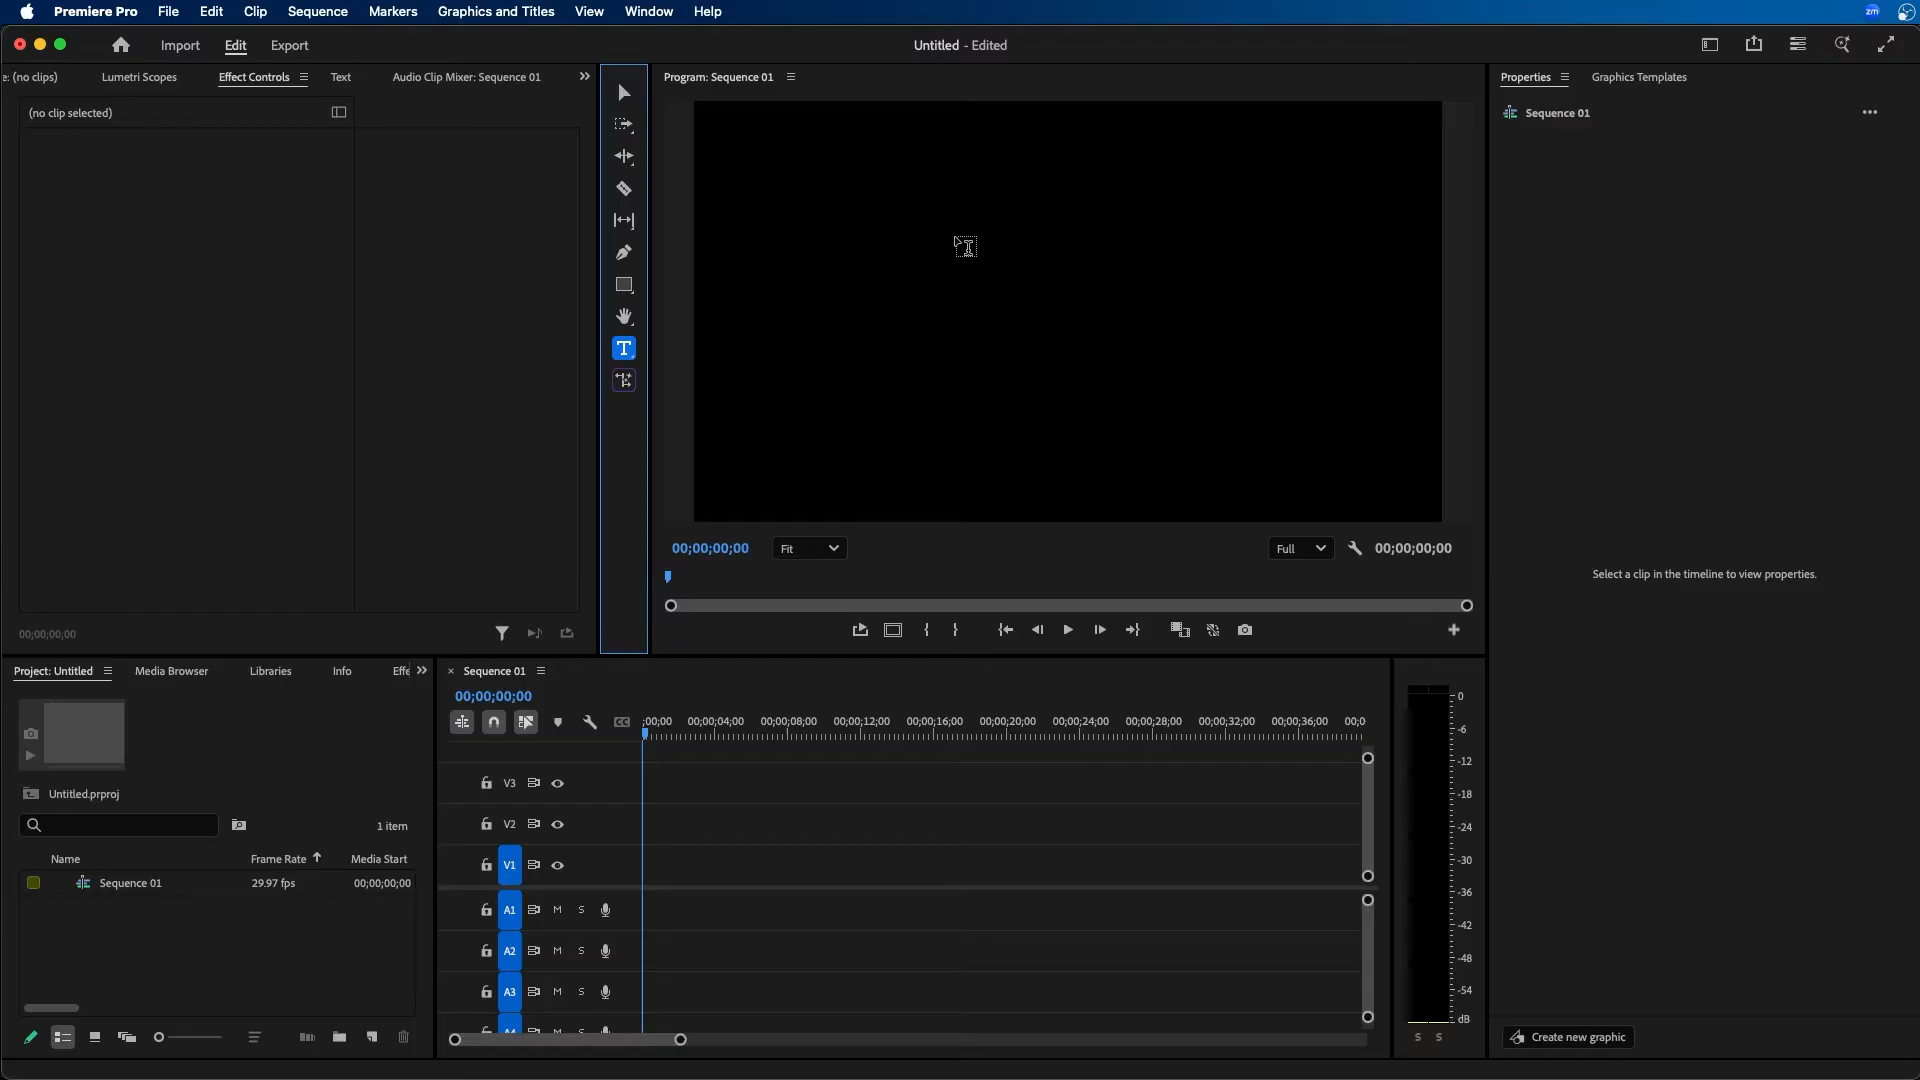 Premiere Pro File Edit Clip Sequence Markers Graphics and Titles View Window Help zm
Import Edit Export Untitled - Edited
e: (no clips) Lumetri Scopes Effect Controls Text Audio Clip Mixer: Sequence 01
(no clip selected)
00;00;00;00
Program: Sequence 01
T
00;00;00;00 Fit Full 00;00;00;00
Properties Graphics Templates
Sequence 01
Select a clip in the timeline to view properties.
Create new graphic
Project: Untitled Media Browser Libraries Info Effe
Untitled.prproj
1 item
Name Frame Rate Media Start
Sequence 01 29.97 fps 00;00;00;00
× Sequence 01
00;00;00;00
CC ;00;00 00;00;04;00 00;00;08;00 00;00;12;00 00;00;16;00 00;00;20;00 00;00;24;00 00;00;28;00 00;00;32;00 00;00;36;00 00;0
V3
V2
V1
A1 M S
A2 M S
A3 M S
A4 M S
0
-6
-12
-18
-24
-30
-36
-42
-48
-54
dB
S S